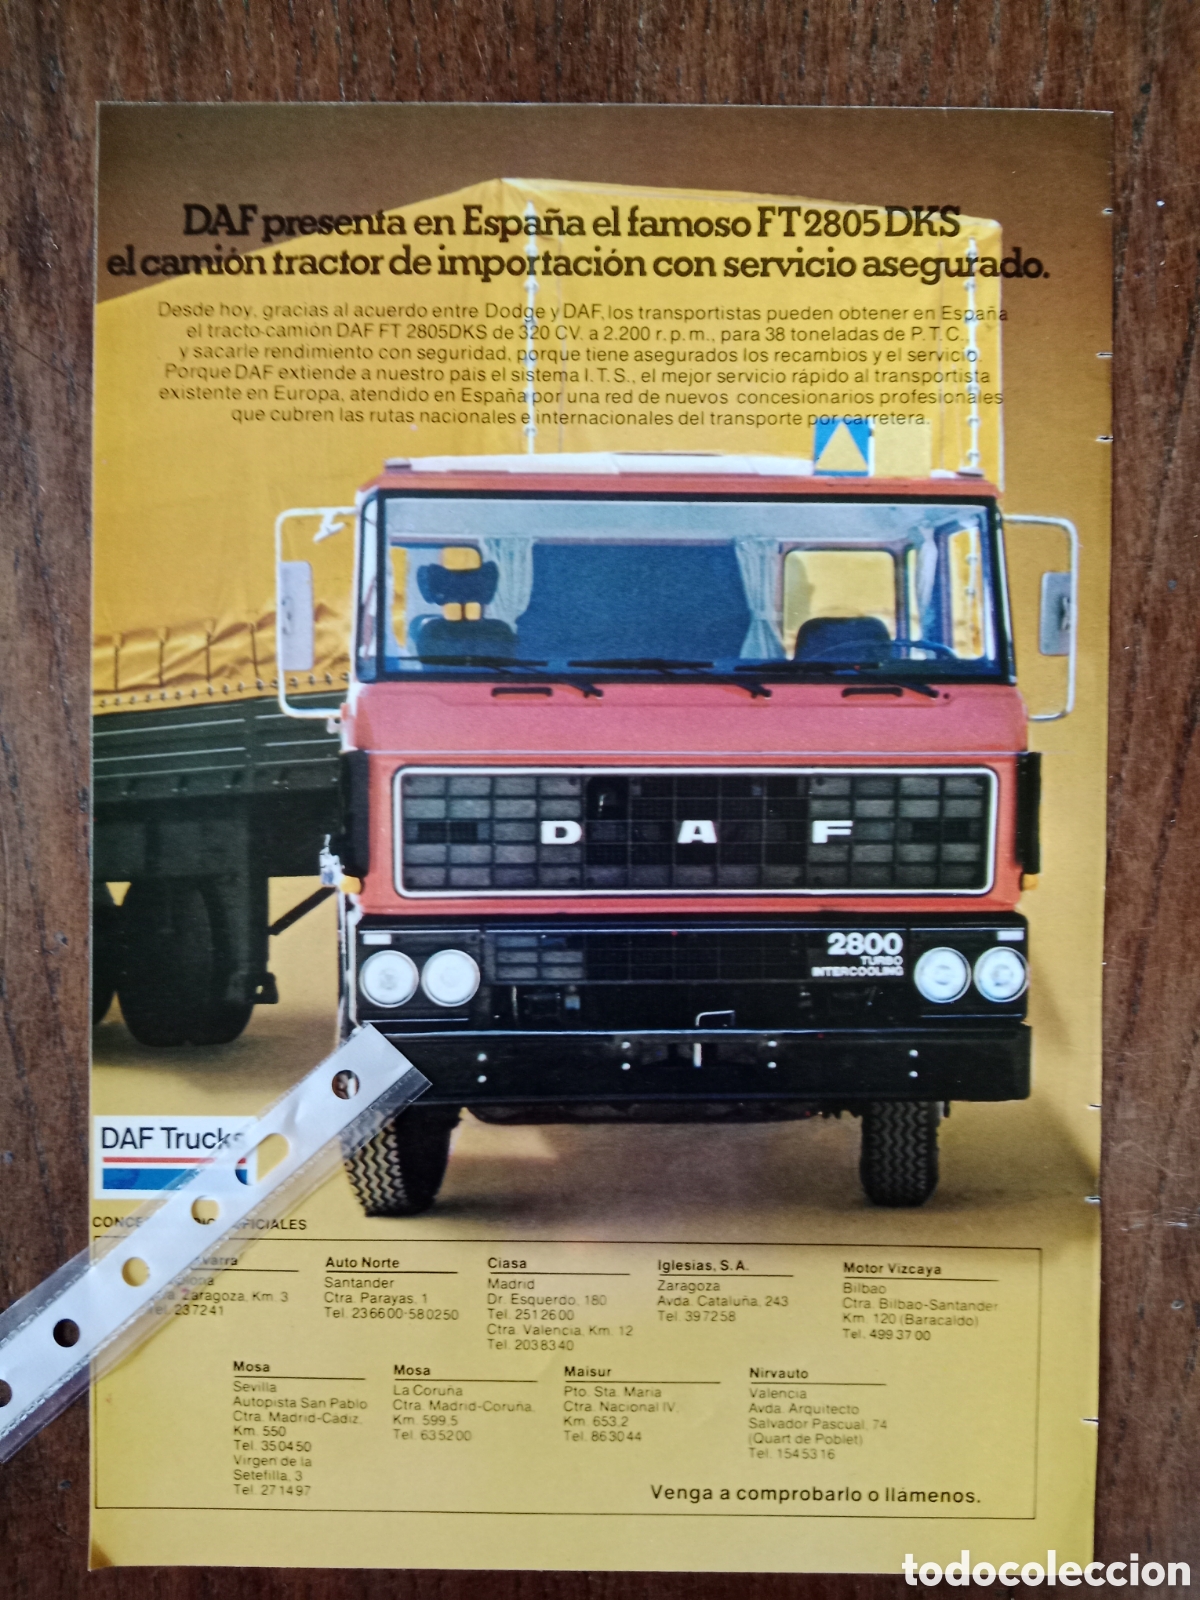 DAF presenta en España el famoso FT2805DKS
el camión tractor de importación con servicio asegurado.
Desde hoy, gracias al acuerdo entre Dodge y DAF, los transportistas pueden obtener en España
el tracto-camión DAF FT 2805DKS de 320 CV. a 2.200 r.p.m., para 38 toneladas de P.T.C.,
y sacarle rendimiento con seguridad, porque tiene asegurados los recambios y el servicio.
Porque DAF extiende a nuestro país el sistema I.T.S., el mejor servicio rápido al transportista
existente en Europa, atendido en España por una red de nuevos concesionarios profesionales
que cubren las rutas nacionales e internacionales del transporte por carretera.
DAF
2800
TURBO
INTERCOOLING
DAF Trucks
OFICIALES
Zaragoza, Km. 3
Tel. 237241
Auto Norte
Santander
Ctra. Parayas, 1
Tel. 236600-580250
Ciasa
Madrid
Dr. Esquerdo, 180
Tel. 2512600
Ctra. Valencia, Km. 12
Tel. 2038340
Iglesias, S.A.
Zaragoza
Avda. Cataluña, 243
Tel. 397258
Motor Vizcaya
Bilbao
Ctra. Bilbao-Santander
Km. 120 (Baracaldo)
Tel. 4993700
Mosa
Sevilla
Autopista San Pablo
Ctra. Madrid-Cádiz,
Km. 550
Tel. 350450
Virgen de la
Setefilla, 3
Tel. 271497
Mosa
La Coruña
Ctra. Madrid-Coruña,
Km. 599,5
Tel. 635200
Maisur
Pto. Sta. Maria
Ctra. Nacional IV,
Km. 653,2
Tel. 863044
Nirvauto
Valencia
Avda. Arquitecto
Salvador Pascual, 74
(Quart de Poblet)
Tel. 1545316
Venga a comprobarlo o llámenos.
todocoleccion